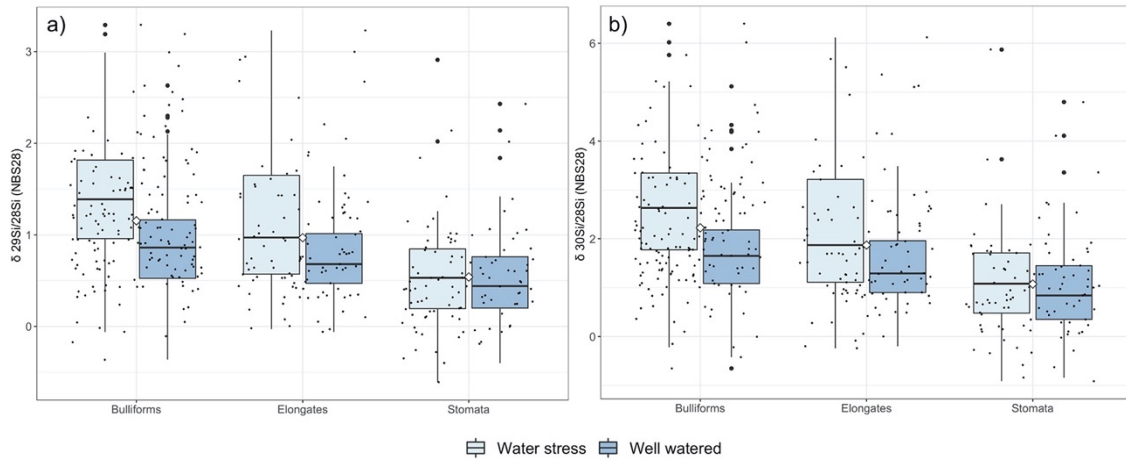 a)
δ 29Si/28Si (NBS28)
3
2
1
0
Bulliforms Elongates Stomata
b)
δ 30Si/28Si (NBS28)
6
4
2
0
Bulliforms Elongates Stomata
Water stress Well watered